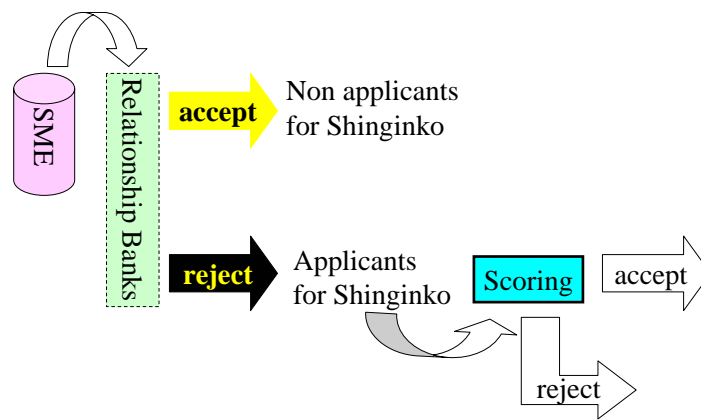 SME
Relationship Banks
accept
Non applicants
for Shinginko
reject
Applicants
for Shinginko
Scoring
accept
reject